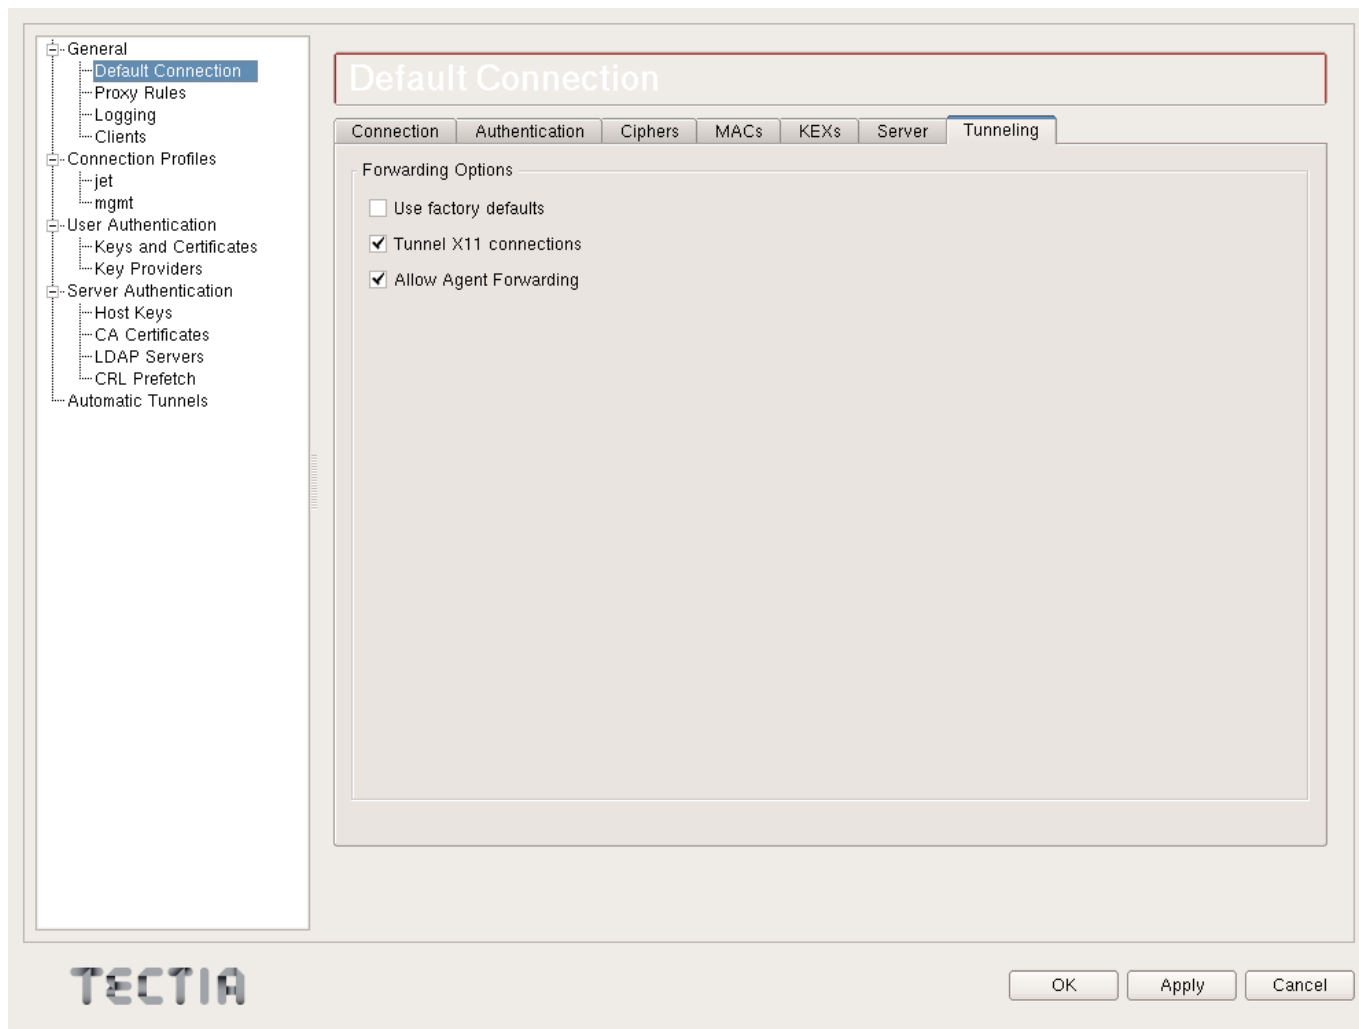 General
Default Connection
Proxy Rules
Logging
Clients
Connection Profiles
jet
mgmt
User Authentication
Keys and Certificates
Key Providers
Server Authentication
Host Keys
CA Certificates
LDAP Servers
CRL Prefetch
Automatic Tunnels
Default Connection
Connection Authentication Ciphers MACs KEXs Server Tunneling
Forwarding Options
Use factory defaults
Tunnel X11 connections
Allow Agent Forwarding
TECTIA
OK Apply Cancel